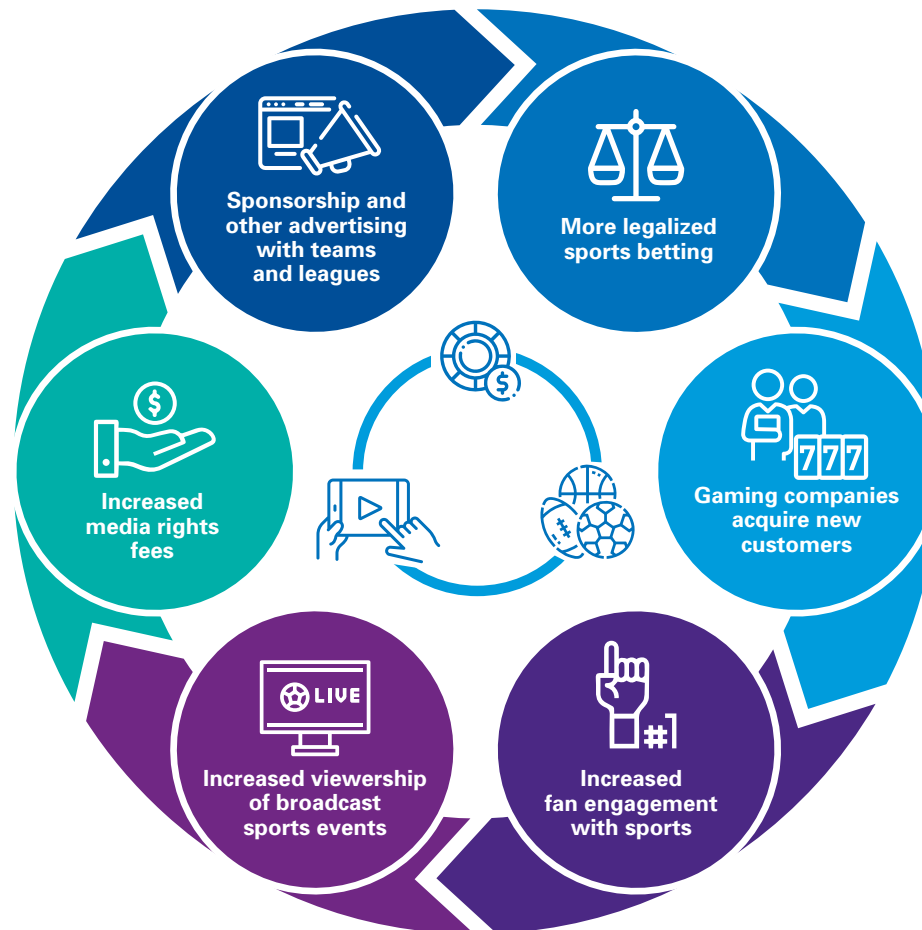 Sponsorship and
other advertising
with teams
and leagues
More legalized
sports betting
$
$
Increased
media rights
fees
777
Gaming companies
acquire new
customers
LIVE
Increased viewership
of broadcast
sports events
#1
Increased
fan engagement
with sports